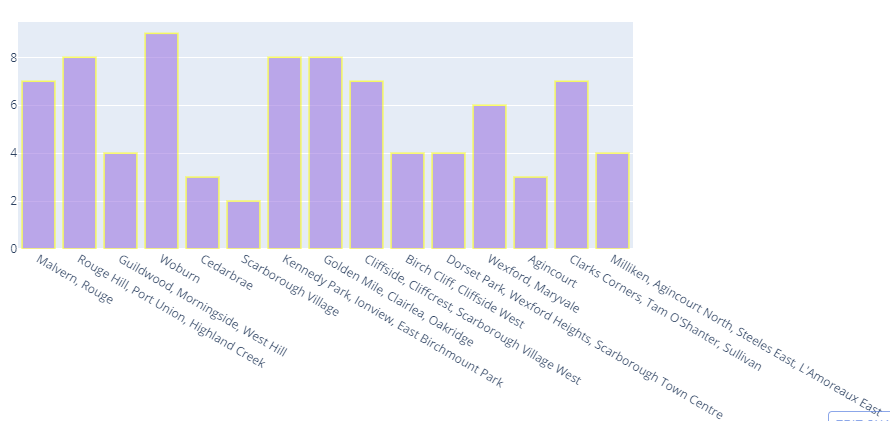 8
6
4
2
0
Malvern, Rouge
Rouge Hill, Port Union, Highland Creek
Guildwood, Morningside, West Hill
Woburn
Cedarbrae
Scarborough Village
Kennedy Park, Ionview, East Birchmount Park
Golden Mile, Clairlea, Oakridge
Cliffside, Cliffcrest, Scarborough Village West
Birch Cliff, Cliffside West
Dorset Park, Wexford Heights, Scarborough Town Centre
Wexford, Maryvale
Agincourt
Clarks Corners, Tam O'Shanter, Sullivan
Milliken, Agincourt North, Steeles East, L'Amoreaux East